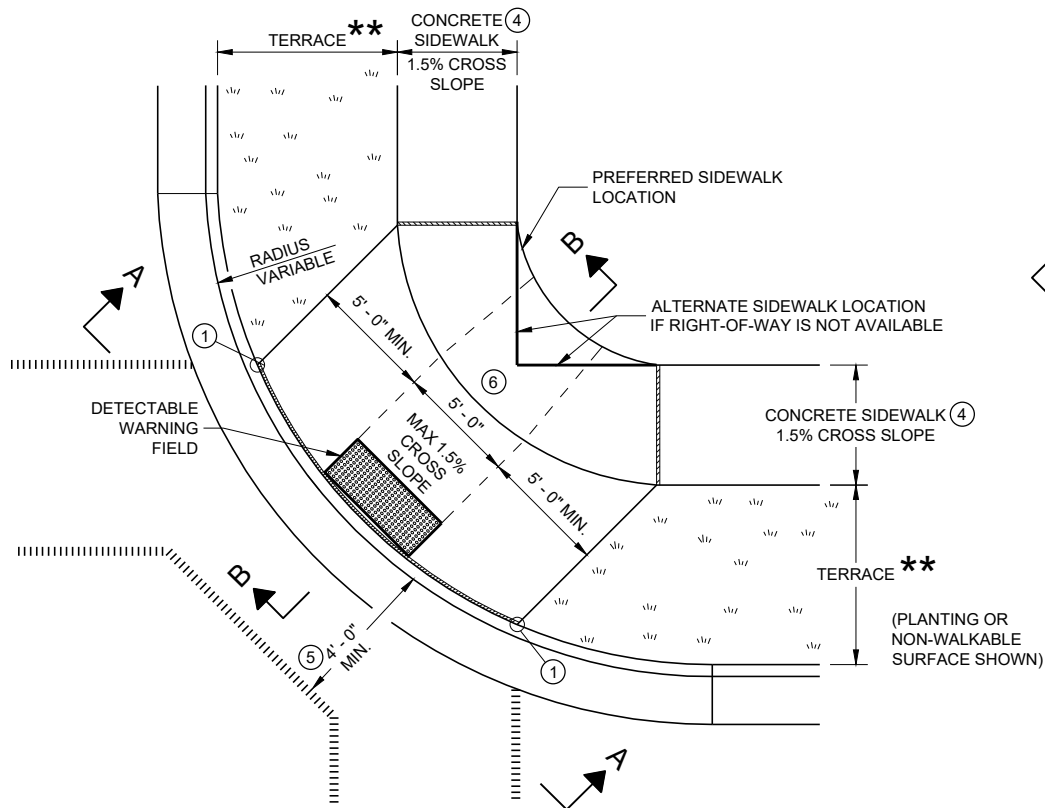 TERRACE **
CONCRETE ④
SIDEWALK
1.5% CROSS
SLOPE
PREFERRED SIDEWALK
LOCATION
B
RADIUS
VARIABLE
A
ALTERNATE SIDEWALK LOCATION
IF RIGHT-OF-WAY IS NOT AVAILABLE
5' - 0" MIN.
①
⑥
DETECTABLE
WARNING
FIELD
5' - 0"
MAX 1.5%
CROSS
SLOPE
5' - 0" MIN.
CONCRETE SIDEWALK ④
1.5% CROSS SLOPE
TERRACE **
(PLANTING OR
NON-WALKABLE
SURFACE SHOWN)
B
⑤ 4' - 0"
MIN.
①
A